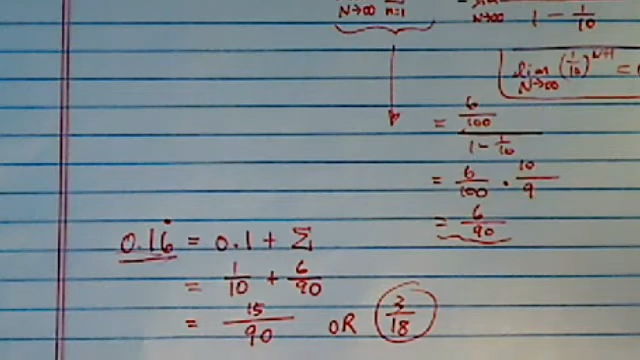 N→∞ n=1
lim N→∞ 1 - 1/10
lim N→∞ (1/10)^N+1 =
= 6/100 / 1 - 1/10
= 6/100 · 10/9
= 6/90
0.16̇ = 0.1 + Σ
= 1/10 + 6/90
= 15/90 OR 3/18